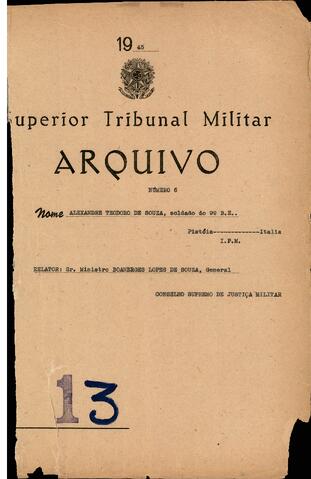 19 45
uperior Tribunal Militar
ARQUIVO
NÚMERO 6
Nome ALEXANDRE TEODORO DE SOUZA, soldado do 9º B.E..
Pistóia-------------Italia
I.P.M.
RELATOR: Sr. Ministro BOANERGES LOPES DE SOUZA, General
CONSELHO SUPREMO DE JUSTIÇA MILITAR
13